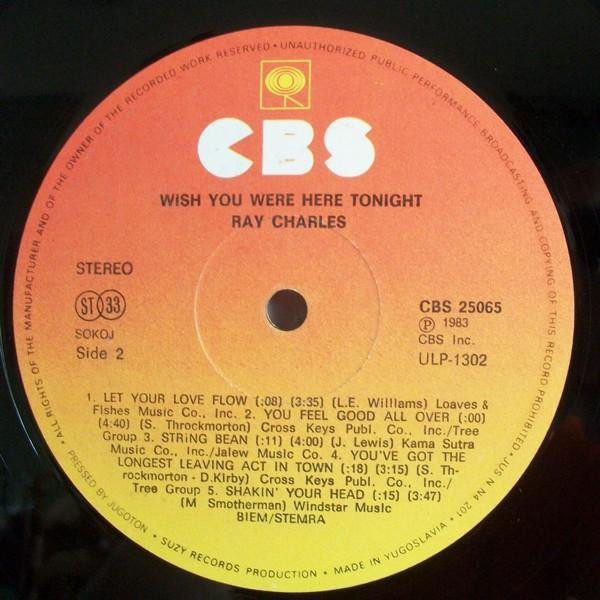 • ALL RIGHTS OF THE MANUFACTURER AND OF THE OWNER OF THE RECORDED WORK RESERVED • UNAUTHORIZED PUBLIC PERFORMANCE BROADCASTING AND COPYING OF THIS RECORD PROHIBITED • JUS N N4 201 •
CBS
WISH YOU WERE HERE TONIGHT
RAY CHARLES
STEREO
ST 33
SOKOJ
Side 2
CBS 25065
Ⓟ 1983
CBS Inc.
ULP-1302
1. LET YOUR LOVE FLOW (:08) (3:35) (L.E. Williams) Loaves &
Fishes Music Co., Inc. 2. YOU FEEL GOOD ALL OVER (:00)
(4:40) (S. Throckmorton) Cross Keys Publ. Co., Inc./Tree
Group 3. STRING BEAN (:11) (4:00) (J. Lewis) Kama Sutra
Music Co., Inc./Jalew Music Co. 4. YOU'VE GOT THE
LONGEST LEAVING ACT IN TOWN (:18) (3:15) (S. Th-
rockmorton - D.Kirby) Cross Keys Publ. Co., Inc./
Tree Group 5. SHAKIN' YOUR HEAD (:15) (3:47)
(M Smotherman) Windstar Music
BIEM/STEMRA
PRESSED BY JUGOTON • SUZY RECORDS PRODUCTION • MADE IN YUGOSLAVIA